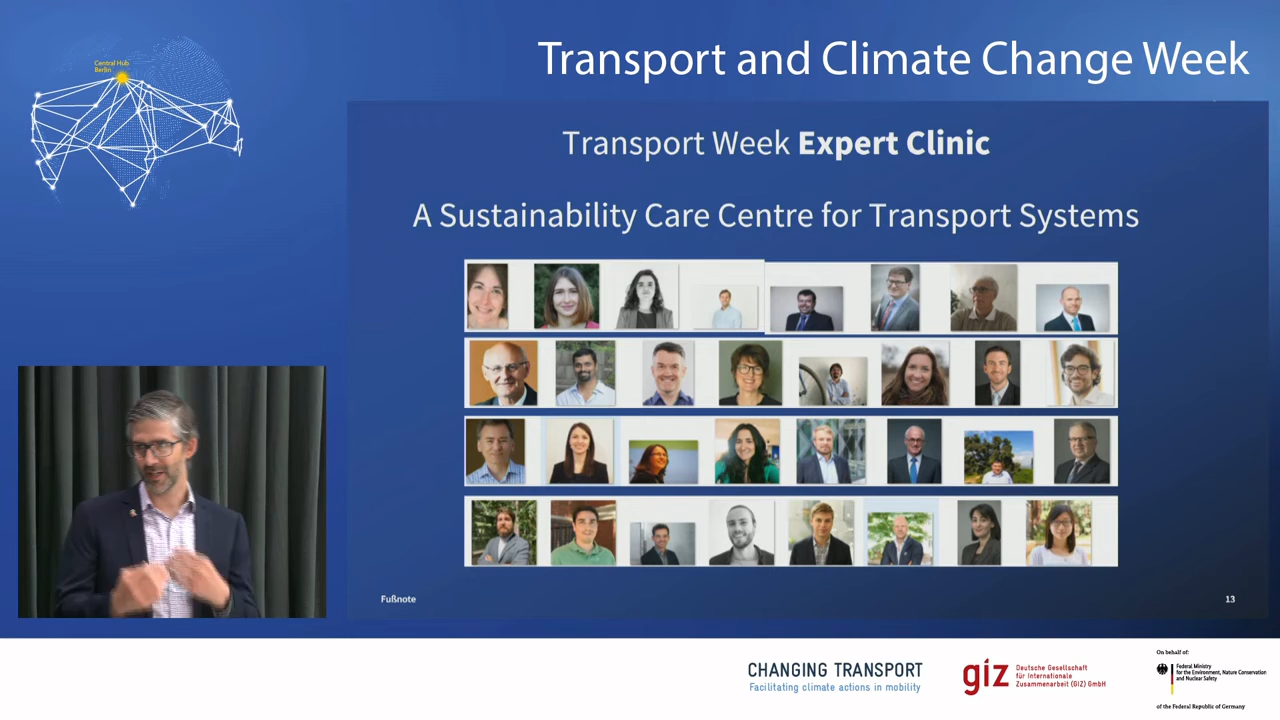 Transport and Climate Change Week
Central Hub
Berlin
Transport Week Expert Clinic
A Sustainability Care Centre for Transport Systems
Fußnote
13
CHANGING TRANSPORT
Facilitating climate actions in mobility
giz
Deutsche Gesellschaft
für Internationale
Zusammenarbeit (GIZ) GmbH
On behalf of:
Federal Ministry
for the Environment, Nature Conservation
and Nuclear Safety
of the Federal Republic of Germany